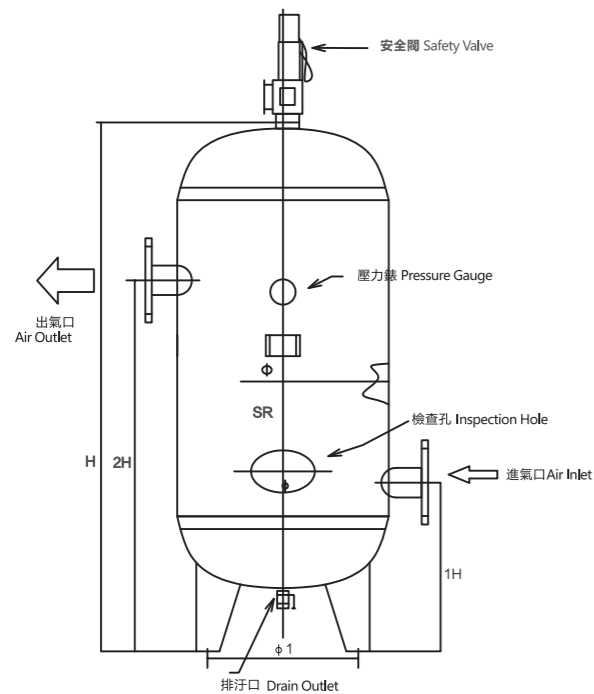 安全閥 Safety Valve
壓力錶 Pressure Gauge
出氣口
Air Outlet
Φ
SR
檢查孔 Inspection Hole
H
2H
進氣口Air Inlet
ϕ
1H
ϕ1
排汙口 Drain Outlet